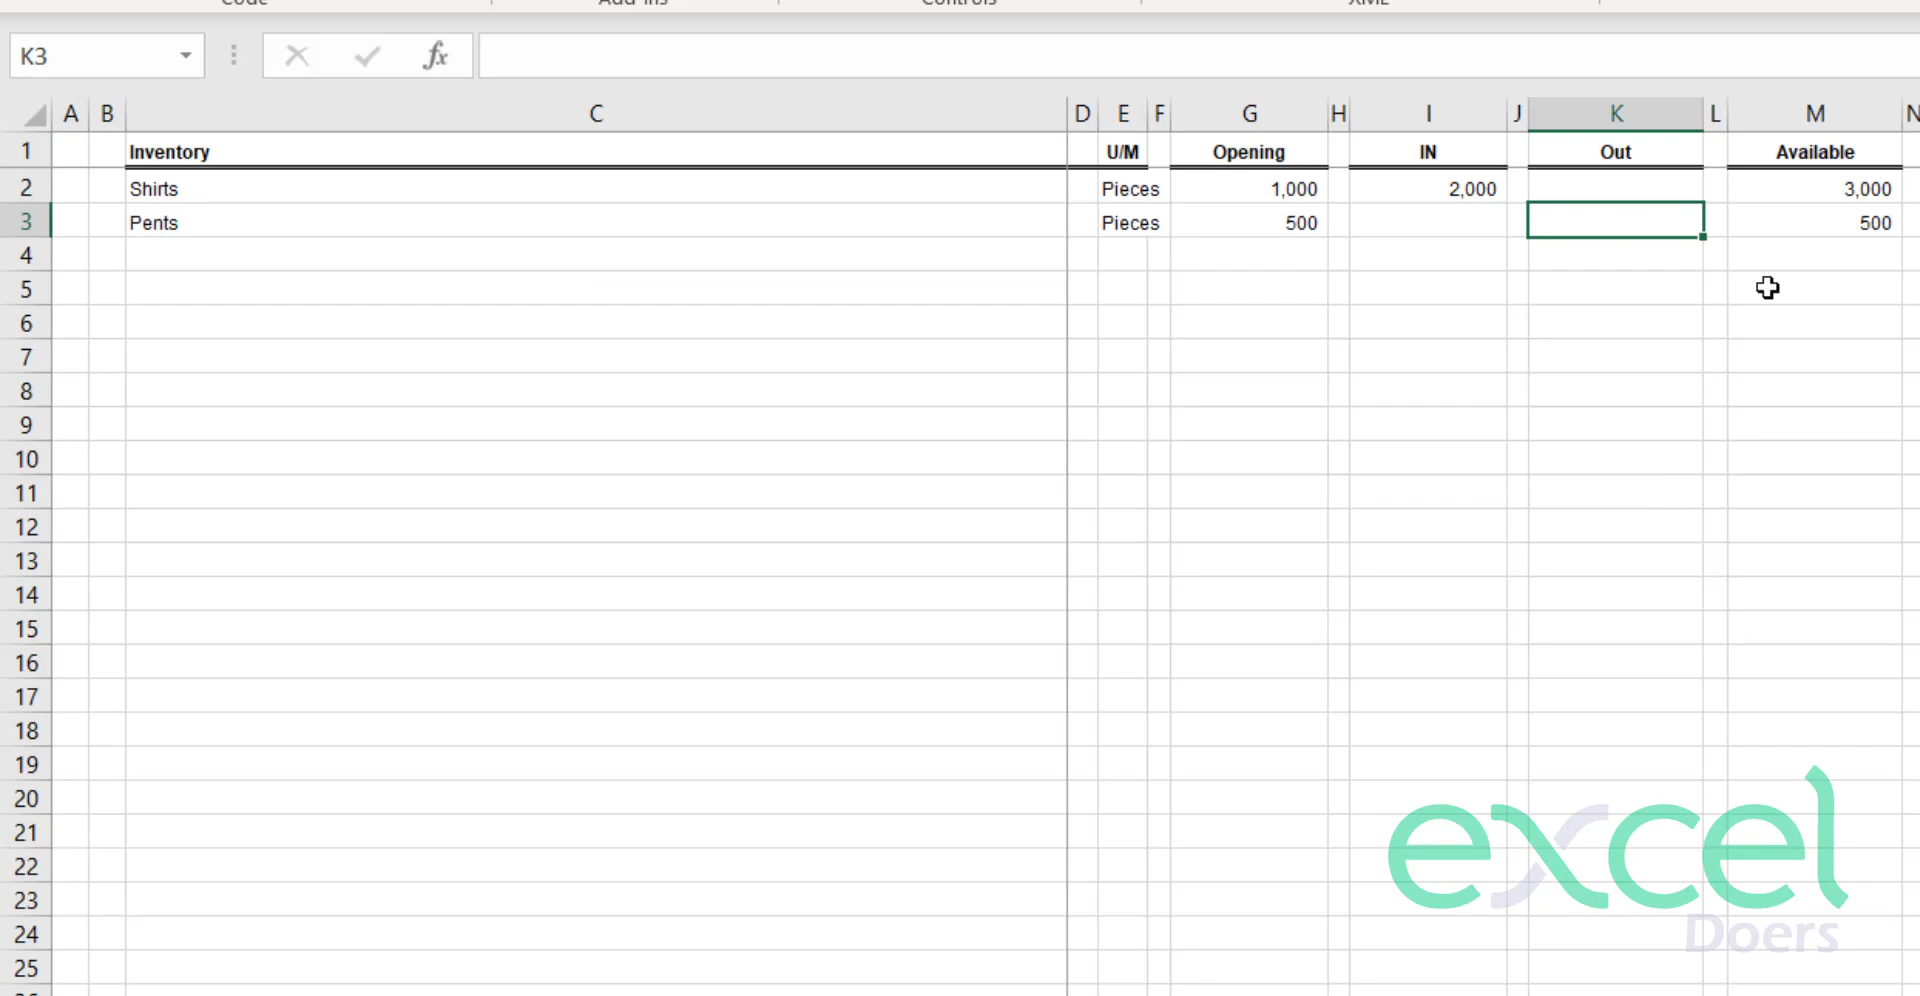 Code Add-ins Controls XML
K3 fx
A B C D E F G H I J K L M N
1 Inventory U/M Opening IN Out Available
2 Shirts Pieces 1,000 2,000 3,000
3 Pents Pieces 500 500
4
5
6
7
8
9
10
11
12
13
14
15
16
17
18
19
20
21
22
23
24
25
26
excel
Doers